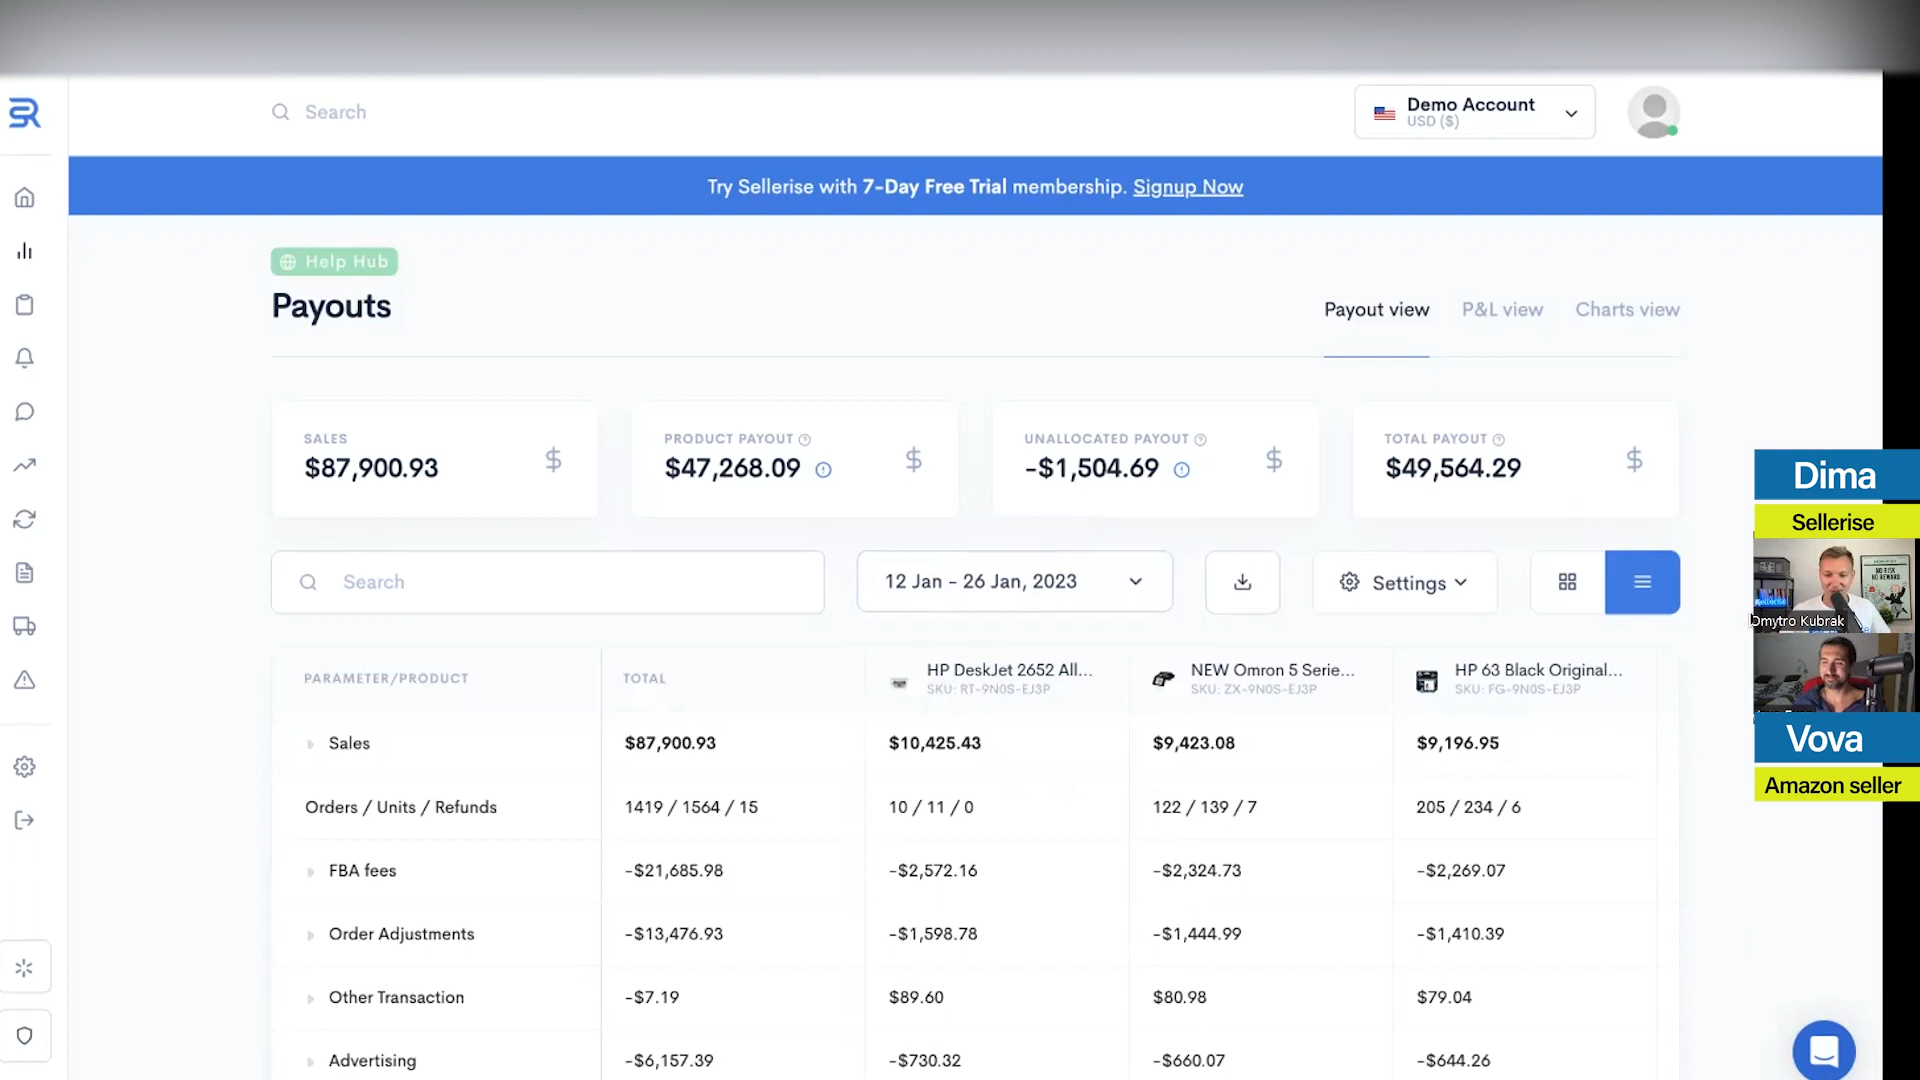 SR
Search
Demo Account
USD ($)
Try Sellerise with 7-Day Free Trial membership. Signup Now
Help Hub
Payouts
Payout view
P&L view
Charts view
SALES
$87,900.93
PRODUCT PAYOUT
$47,268.09
UNALLOCATED PAYOUT
-$1,504.69
TOTAL PAYOUT
$49,564.29
Search
12 Jan - 26 Jan, 2023
Settings
PARAMETER/PRODUCT
TOTAL
HP DeskJet 2652 All...
SKU: RT-9N0S-EJ3P
NEW Omron 5 Serie...
SKU: ZX-9N0S-EJ3P
HP 63 Black Original...
SKU: FG-9N0S-EJ3P
Sales $87,900.93 $10,425.43 $9,423.08 $9,196.95
Orders / Units / Refunds 1419 / 1564 / 15 10 / 11 / 0 122 / 139 / 7 205 / 234 / 6
FBA fees -$21,685.98 -$2,572.16 -$2,324.73 -$2,269.07
Order Adjustments -$13,476.93 -$1,598.78 -$1,444.99 -$1,410.39
Other Transaction -$7.19 $89.60 $80.98 $79.04
Advertising -$6,157.39 -$730.32 -$660.07 -$644.26
Dima
Sellerise
NO RISK
NO REWARD
Dmytro Kubrak
Vova
Amazon seller